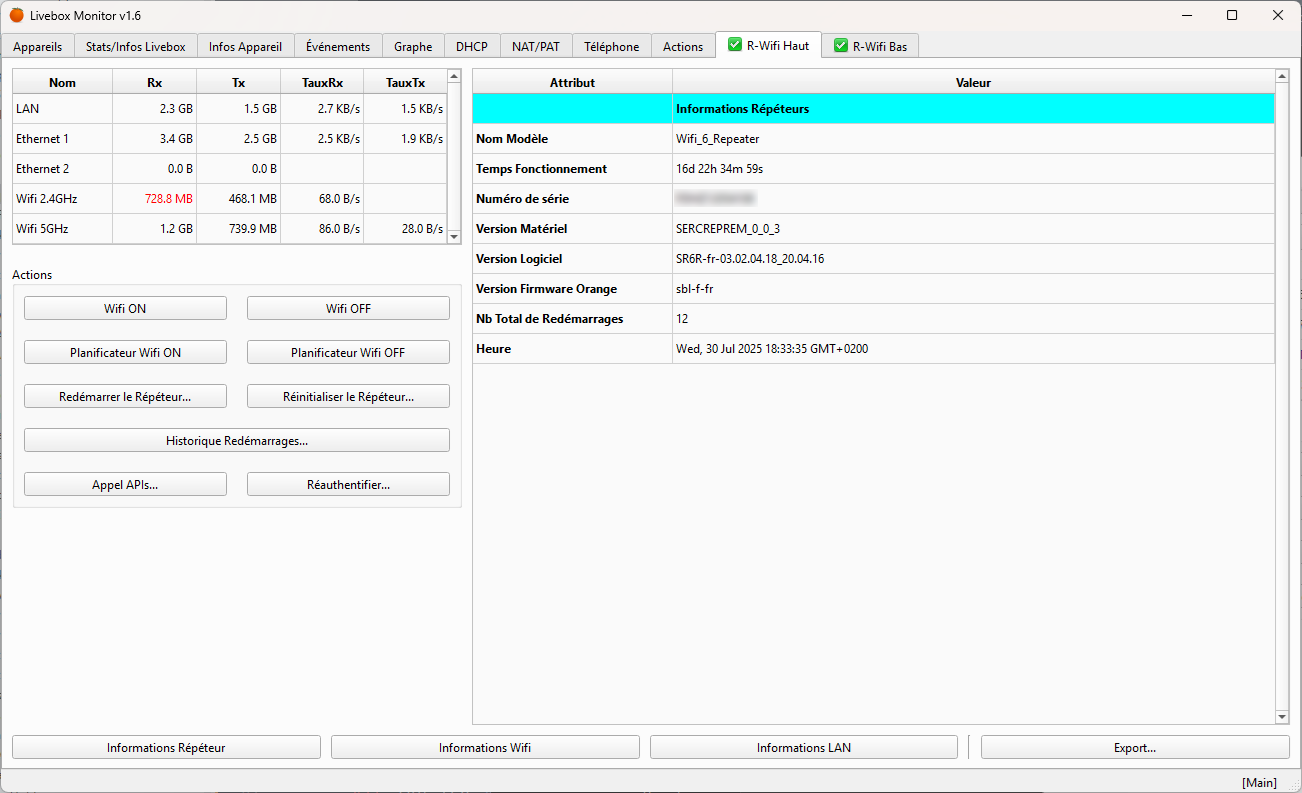 Livebox Monitor v1.6
Appareils Stats/Infos Livebox Infos Appareil Événements Graphe DHCP NAT/PAT Téléphone Actions R-Wifi Haut R-Wifi Bas
Nom Rx Tx TauxRx TauxTx
LAN 2.3 GB 1.5 GB 2.7 KB/s 1.5 KB/s
Ethernet 1 3.4 GB 2.5 GB 2.5 KB/s 1.9 KB/s
Ethernet 2 0.0 B 0.0 B
Wifi 2.4GHz 728.8 MB 468.1 MB 68.0 B/s
Wifi 5GHz 1.2 GB 739.9 MB 86.0 B/s 28.0 B/s
Actions
Wifi ON Wifi OFF
Planificateur Wifi ON Planificateur Wifi OFF
Redémarrer le Répéteur... Réinitialiser le Répéteur...
Historique Redémarrages...
Appel APIs... Réauthentifier...
Attribut Valeur
Informations Répéteurs
Nom Modèle Wifi_6_Repeater
Temps Fonctionnement 16d 22h 34m 59s
Numéro de série
Version Matériel SERCREPREM_0_0_3
Version Logiciel SR6R-fr-03.02.04.18_20.04.16
Version Firmware Orange sbl-f-fr
Nb Total de Redémarrages 12
Heure Wed, 30 Jul 2025 18:33:35 GMT+0200
Informations Répéteur Informations Wifi Informations LAN Export...
[Main]